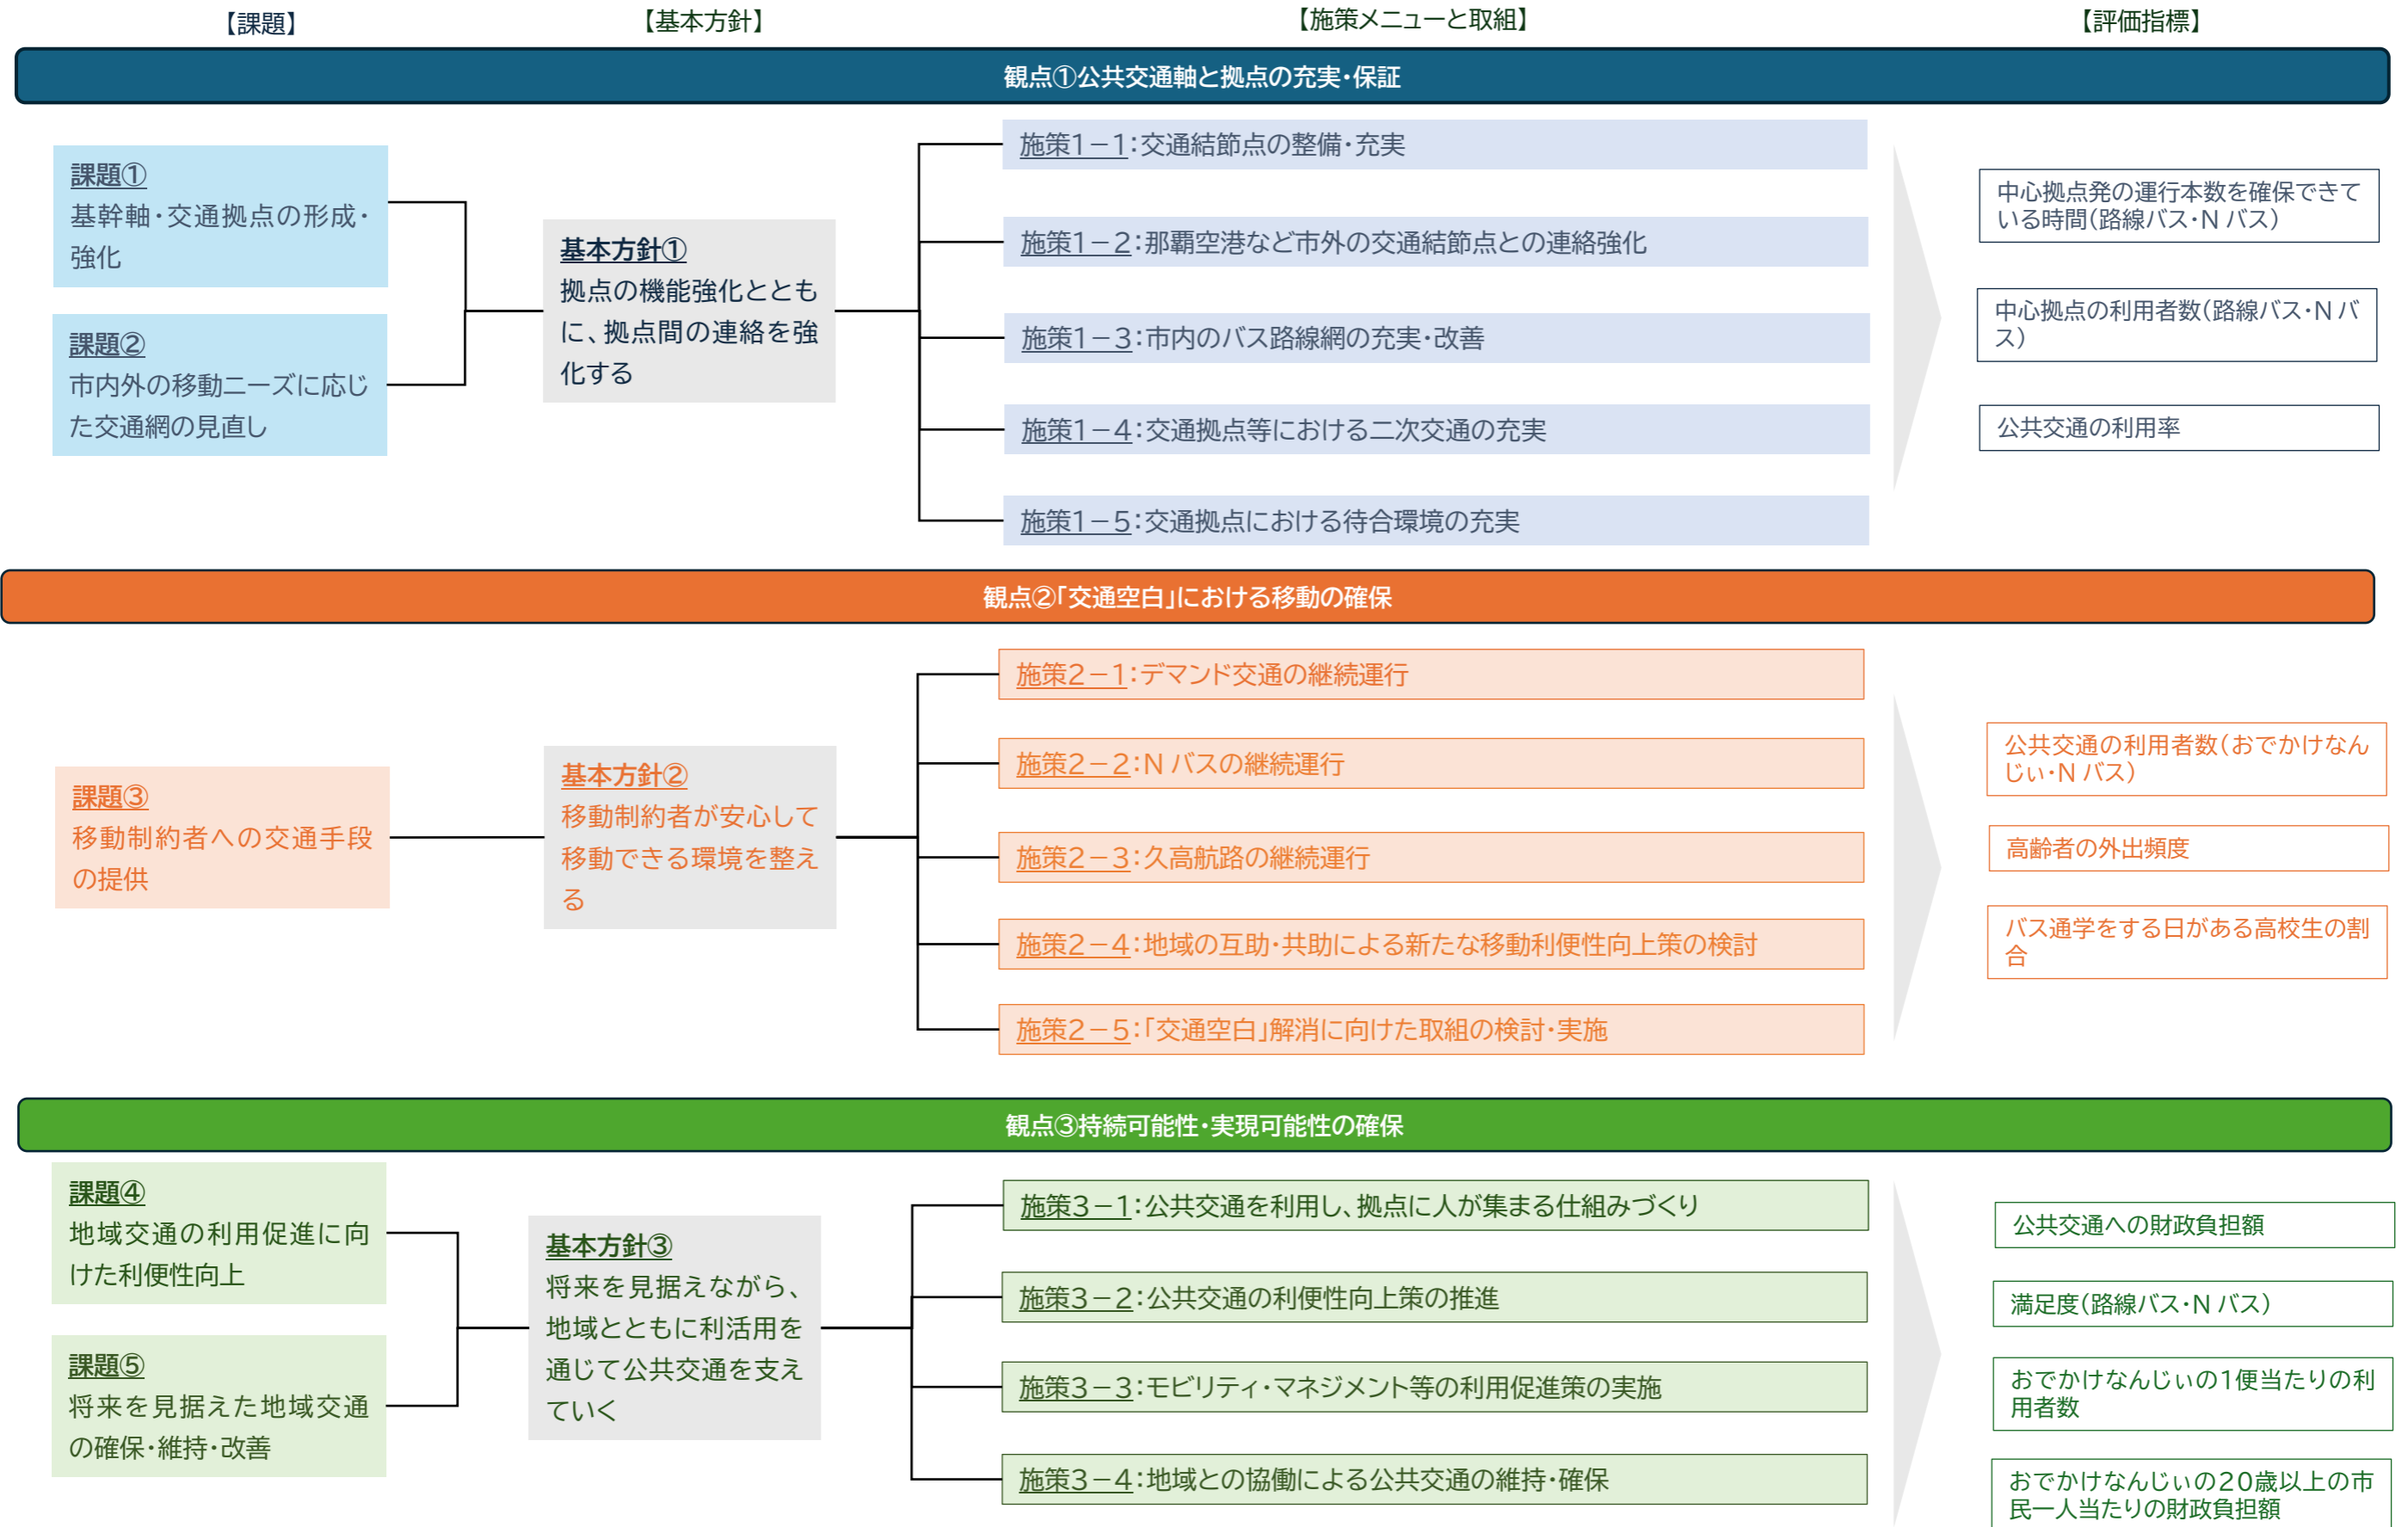 【課題】
【基本方針】
【施策メニューと取組】
【評価指標】
観点①公共交通軸と拠点の充実・保証
課題①
基幹軸・交通拠点の形成・
強化
課題②
市内外の移動ニーズに応じ
た交通網の見直し
基本方針①
拠点の機能強化ととも
に、拠点間の連絡を強
化する
施策1－1：交通結節点の整備・充実
施策1－2：那覇空港など市外の交通結節点との連絡強化
施策1－3：市内のバス路線網の充実・改善
施策1－4：交通拠点等における二次交通の充実
施策1－5：交通拠点における待合環境の充実
中心拠点発の運行本数を確保できて
いる時間（路線バス・N バス）
中心拠点の利用者数（路線バス・N バ
ス）
公共交通の利用率
観点②「交通空白」における移動の確保
課題③
移動制約者への交通手段
の提供
基本方針②
移動制約者が安心して
移動できる環境を整え
る
施策2－1：デマンド交通の継続運行
施策2－2：N バスの継続運行
施策2－3：久高航路の継続運行
施策2－4：地域の互助・共助による新たな移動利便性向上策の検討
施策2－5：「交通空白」解消に向けた取組の検討・実施
公共交通の利用者数（おでかけなん
じぃ・N バス）
高齢者の外出頻度
バス通学をする日がある高校生の割
合
観点③持続可能性・実現可能性の確保
課題④
地域交通の利用促進に向
けた利便性向上
課題⑤
将来を見据えた地域交通
の確保・維持・改善
基本方針③
将来を見据えながら、
地域とともに利活用を
通じて公共交通を支え
ていく
施策3－1：公共交通を利用し、拠点に人が集まる仕組みづくり
施策3－2：公共交通の利便性向上策の推進
施策3－3：モビリティ・マネジメント等の利用促進策の実施
施策3－4：地域との協働による公共交通の維持・確保
公共交通への財政負担額
満足度（路線バス・N バス）
おでかけなんじぃの1便当たりの利
用者数
おでかけなんじぃの20歳以上の市
民一人当たりの財政負担額